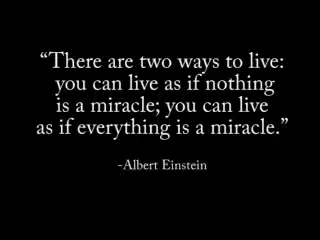 “There are two ways to live:
you can live as if nothing
is a miracle; you can live
as if everything is a miracle.”
-Albert Einstein